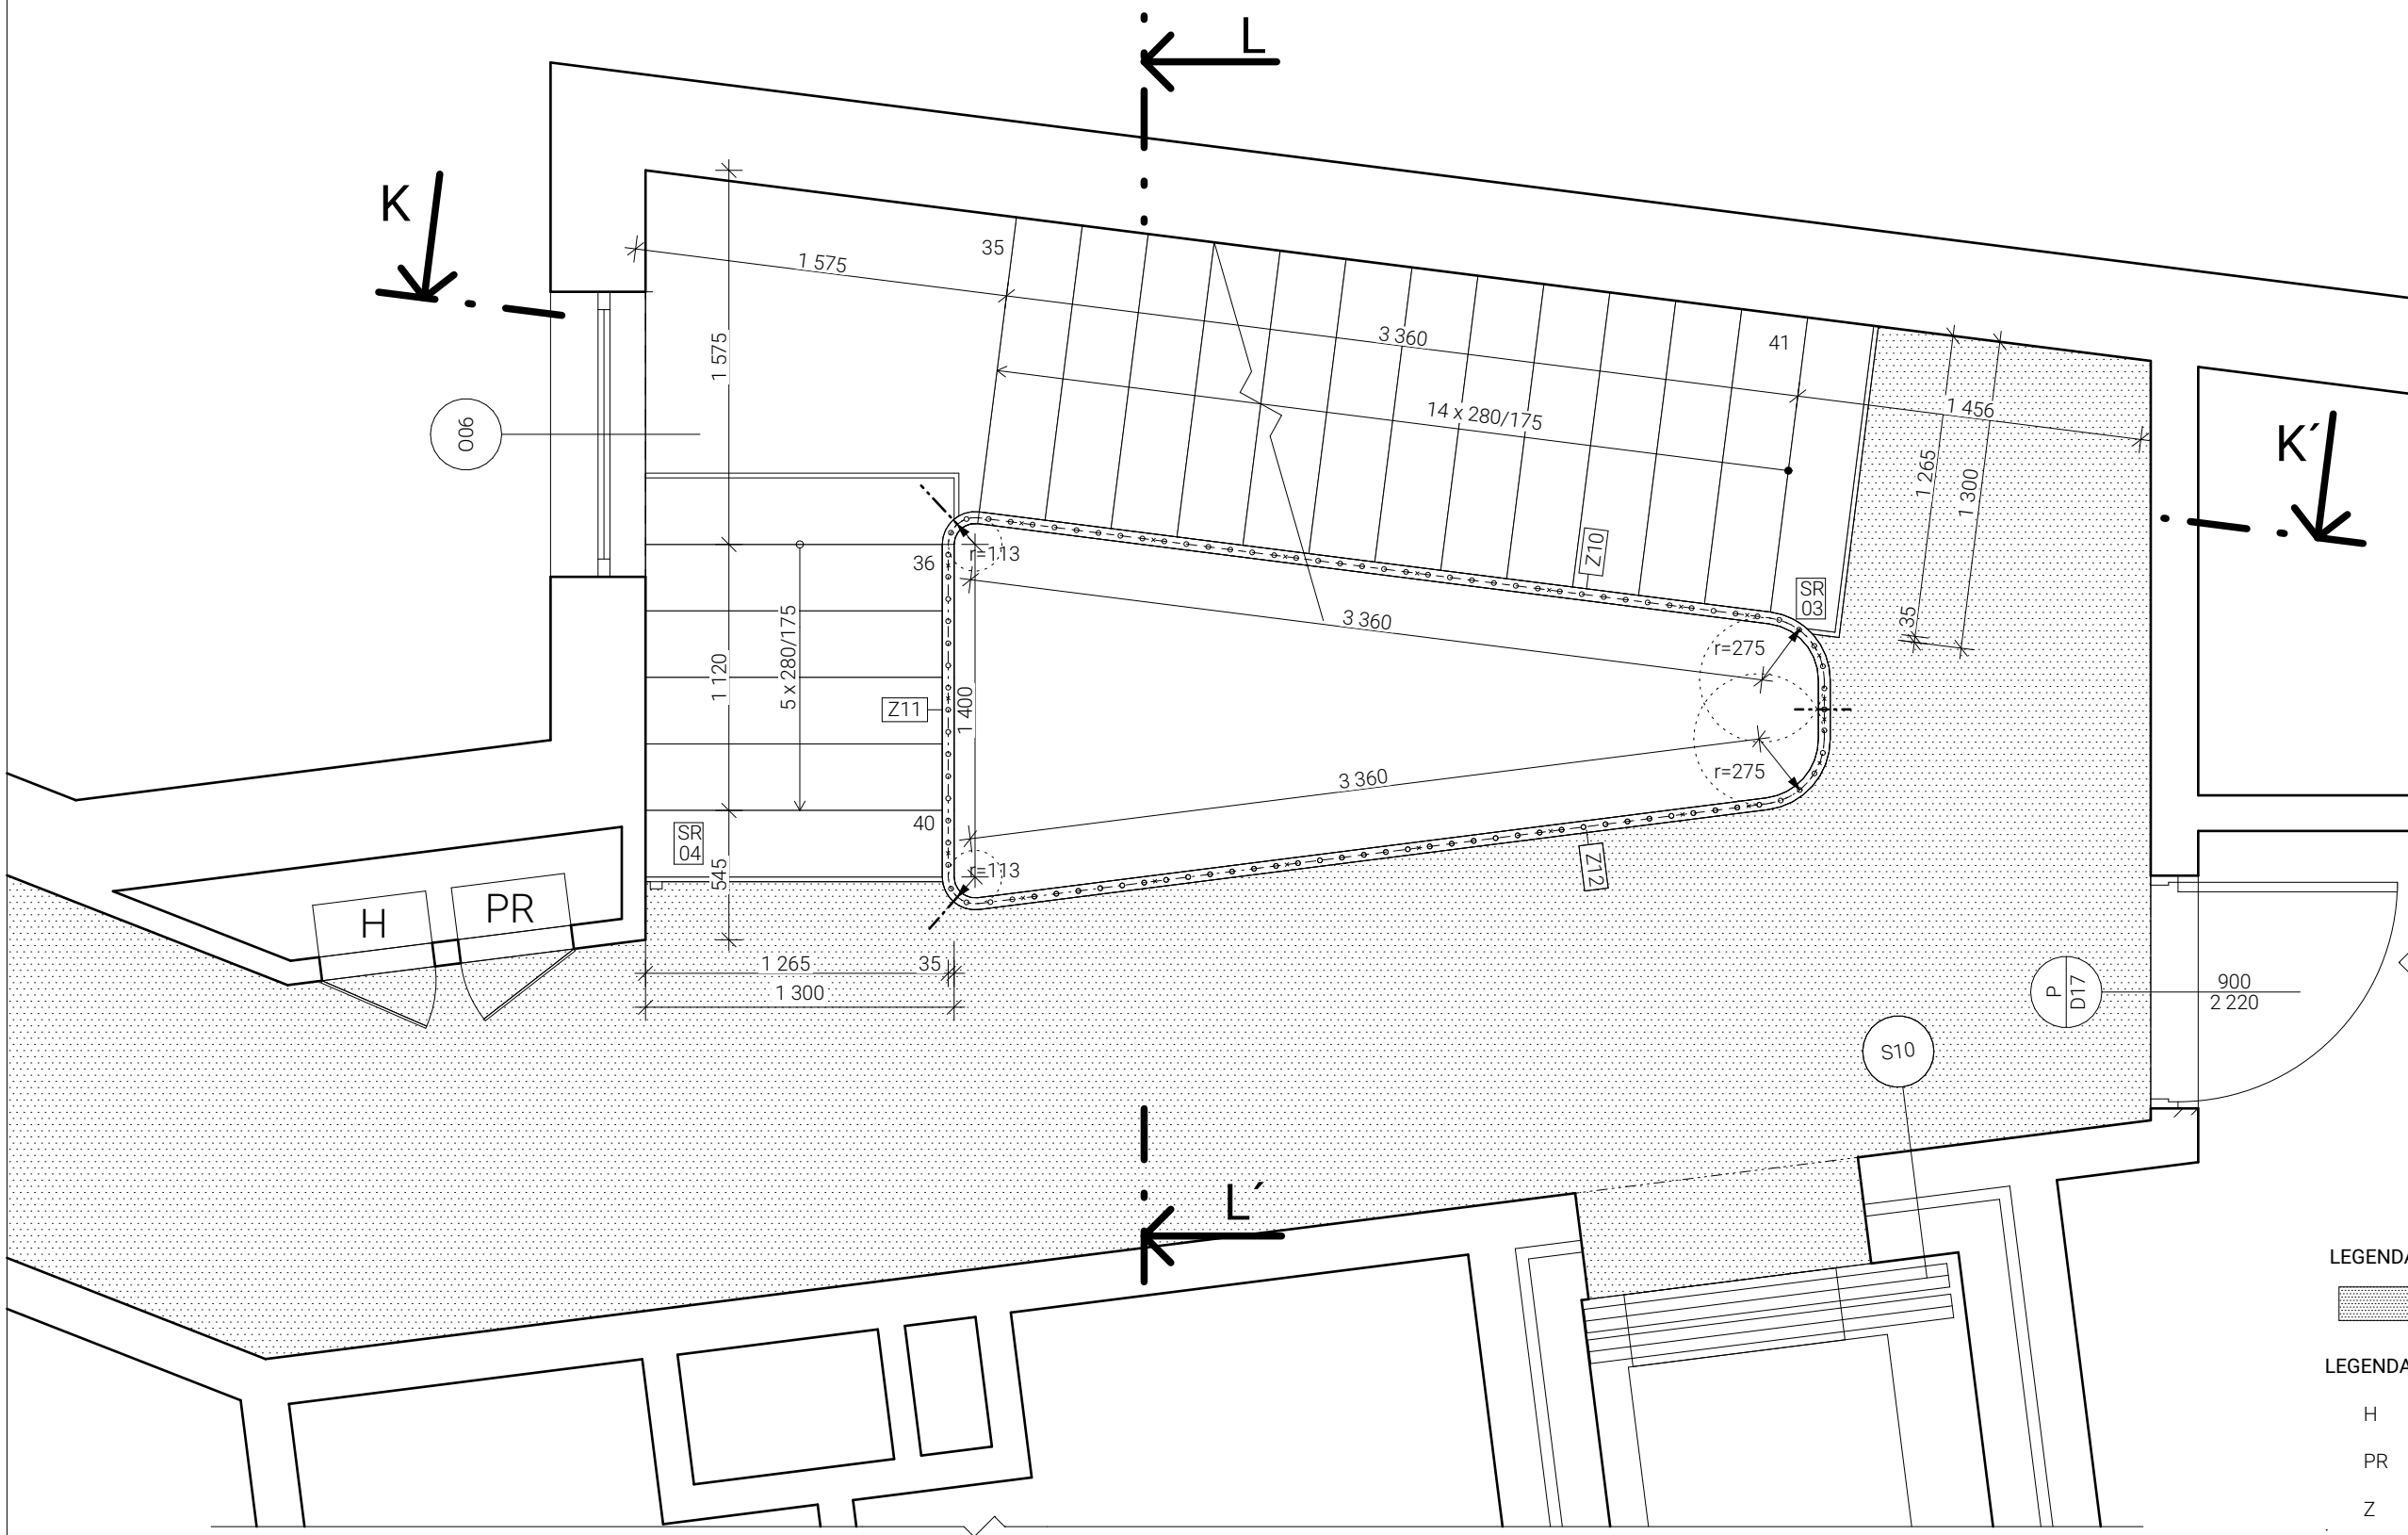 L
K
35
1 575
1 575
3 360
41
14 x 280/175
1 456
K´
O06
1 265
1 300
r=113
36
Z10
SR
03
35
3 360
r=275
5 x 280/175
1 120
Z11
1 400
3 360
r=275
40
SR
04
545
r=113
Z12
H
PR
1 265
35
1 300
P
D17
900
2 220
S10
L´
LEGENDA
LEGENDA
H
PR
Z